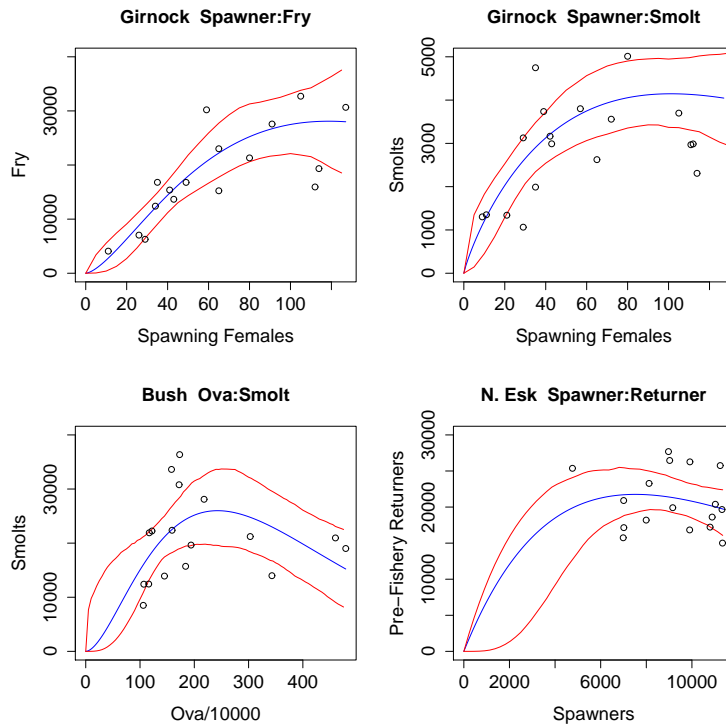 Girnock  Spawner:Fry
Fry
0
10000
30000
0 20 40 60 80 100
Spawning Females
Girnock  Spawner:Smolt
Smolts
0
1000
3000
5000
0 20 40 60 80 100
Spawning Females
Bush  Ova:Smolt
Smolts
0
10000
30000
0 100 200 300 400
Ova/10000
N. Esk  Spawner:Returner
Pre−Fishery Returners
0
10000
20000
30000
0 2000 6000 10000
Spawners